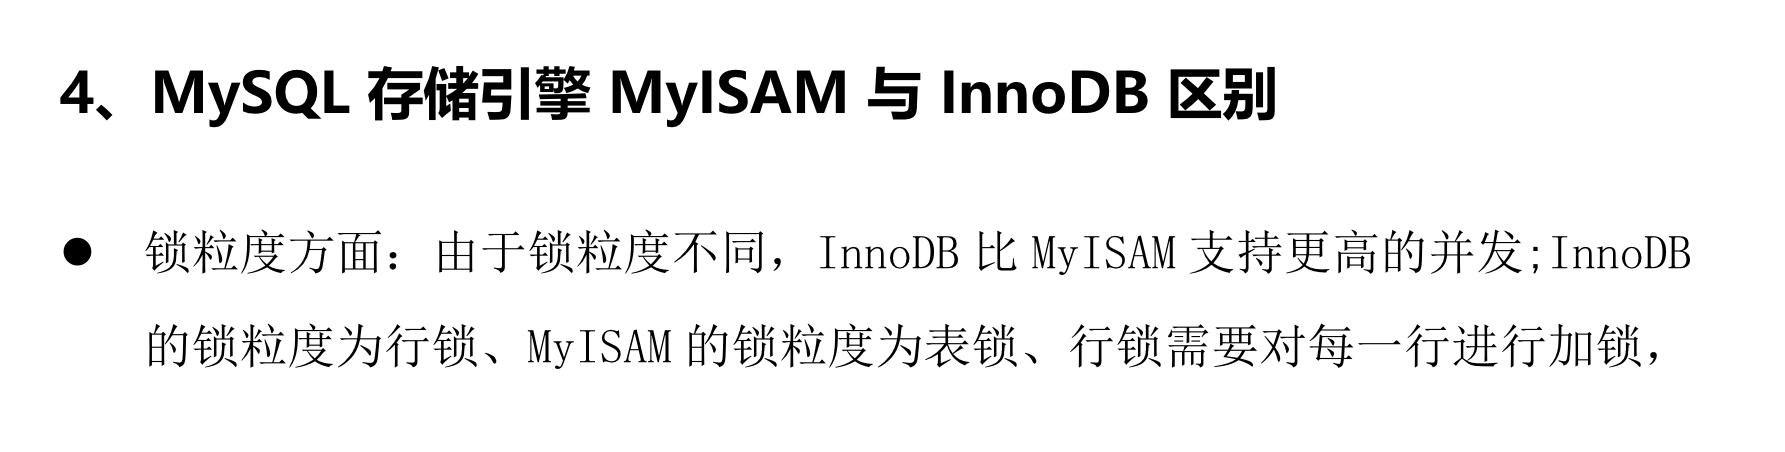 4、MySQL 存储引擎 MyISAM 与 InnoDB 区别
● 锁粒度方面：由于锁粒度不同，InnoDB 比 MyISAM 支持更高的并发;InnoDB
的锁粒度为行锁、MyISAM 的锁粒度为表锁、行锁需要对每一行进行加锁，